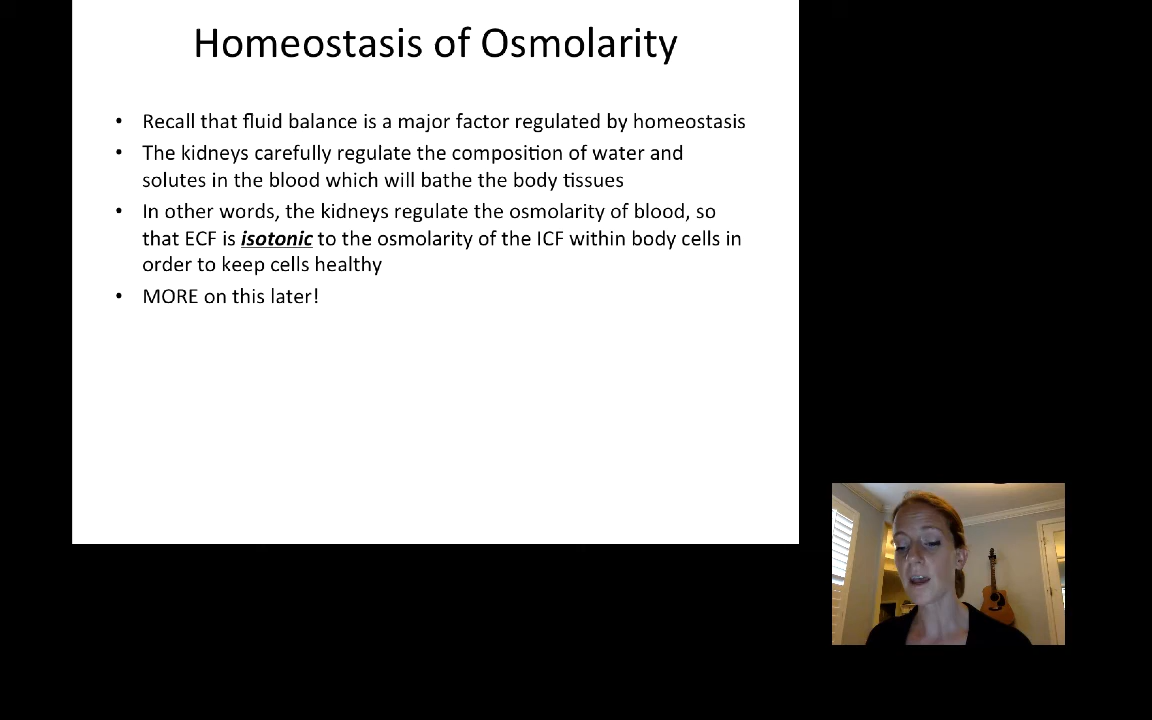 Homeostasis of Osmolarity
• Recall that fluid balance is a major factor regulated by homeostasis
• The kidneys carefully regulate the composition of water and
solutes in the blood which will bathe the body tissues
• In other words, the kidneys regulate the osmolarity of blood, so
that ECF is isotonic to the osmolarity of the ICF within body cells in
order to keep cells healthy
• MORE on this later!